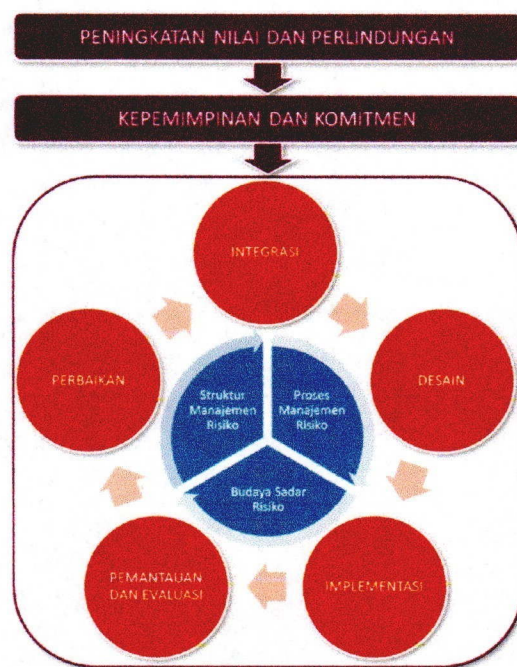 PENINGKATAN NILAI DAN PERLINDUNGAN
KEPEMIMPINAN DAN KOMITMEN
INTEGRASI
PERBAIKAN
DESAIN
Struktur
Manajemen
Risiko
Proses
Manajemen
Risiko
Budaya Sadar
Risiko
PEMANTAUAN
DAN EVALUASI
IMPLEMENTASI